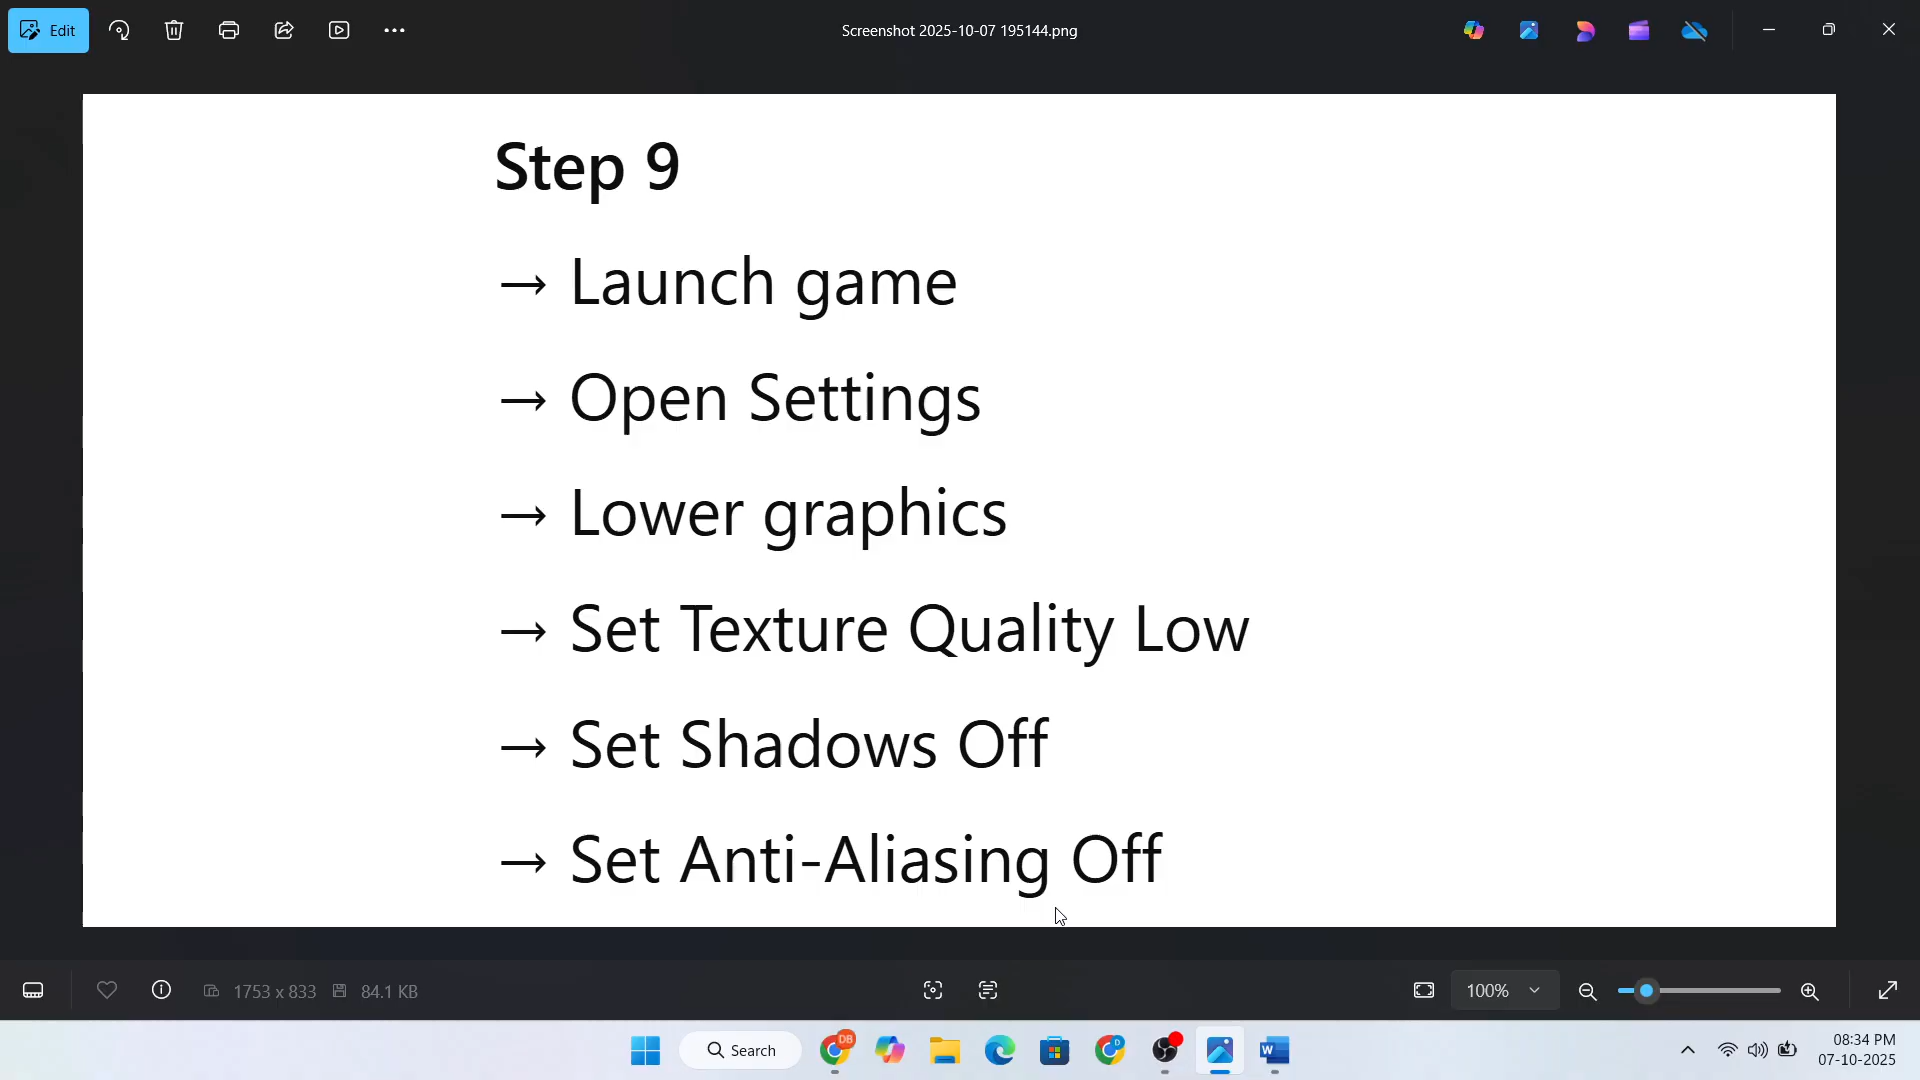 Edit
Screenshot 2025-10-07 195144.png
Step 9
→ Launch game
→ Open Settings
→ Lower graphics
→ Set Texture Quality Low
→ Set Shadows Off
→ Set Anti-Aliasing Off
1753 x 833 84.1 KB
100%
Search
DB
D
W
08:34 PM
07-10-2025